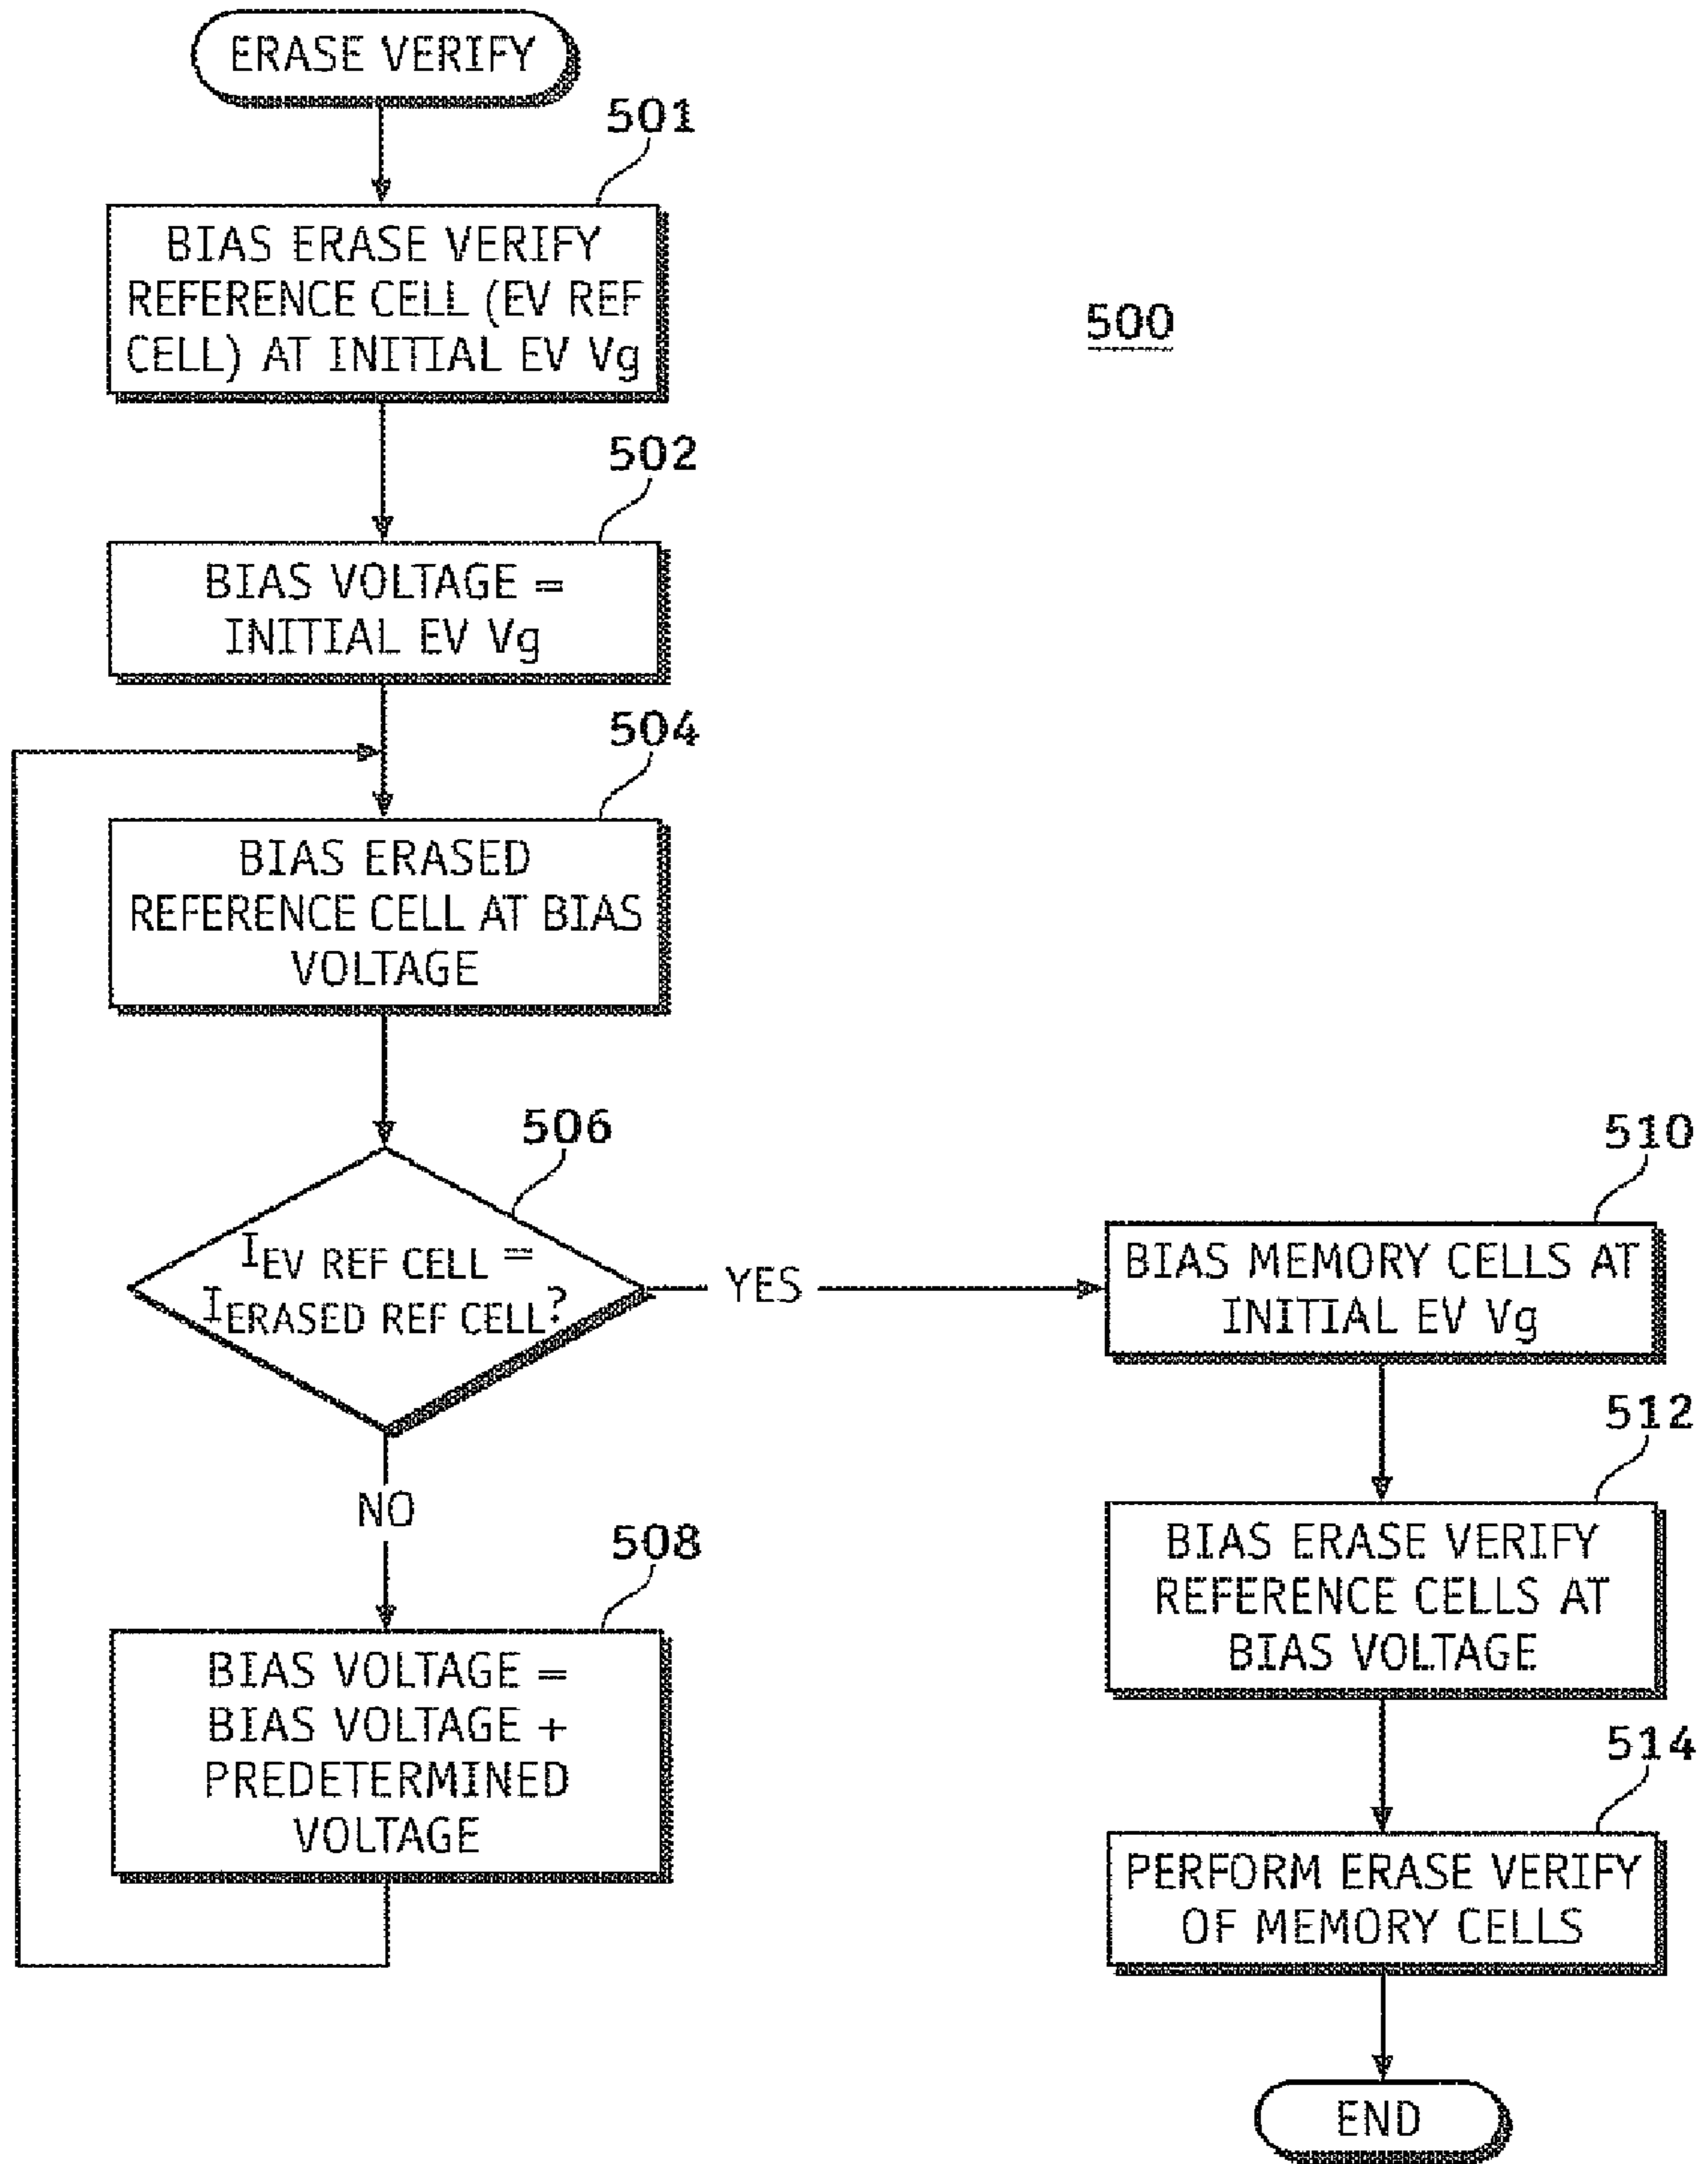 ERASE VERIFY
501
BIAS ERASE VERIFY
REFERENCE CELL (EV REF
CELL) AT INITIAL EV Vg
500
502
BIAS VOLTAGE =
INITIAL EV Vg
504
BIAS ERASED
REFERENCE CELL AT BIAS
VOLTAGE
506
IEV REF CELL =
IERASED REF CELL?
YES
NO
508
BIAS VOLTAGE =
BIAS VOLTAGE +
PREDETERMINED
VOLTAGE
510
BIAS MEMORY CELLS AT
INITIAL EV Vg
512
BIAS ERASE VERIFY
REFERENCE CELLS AT
BIAS VOLTAGE
514
PERFORM ERASE VERIFY
OF MEMORY CELLS
END